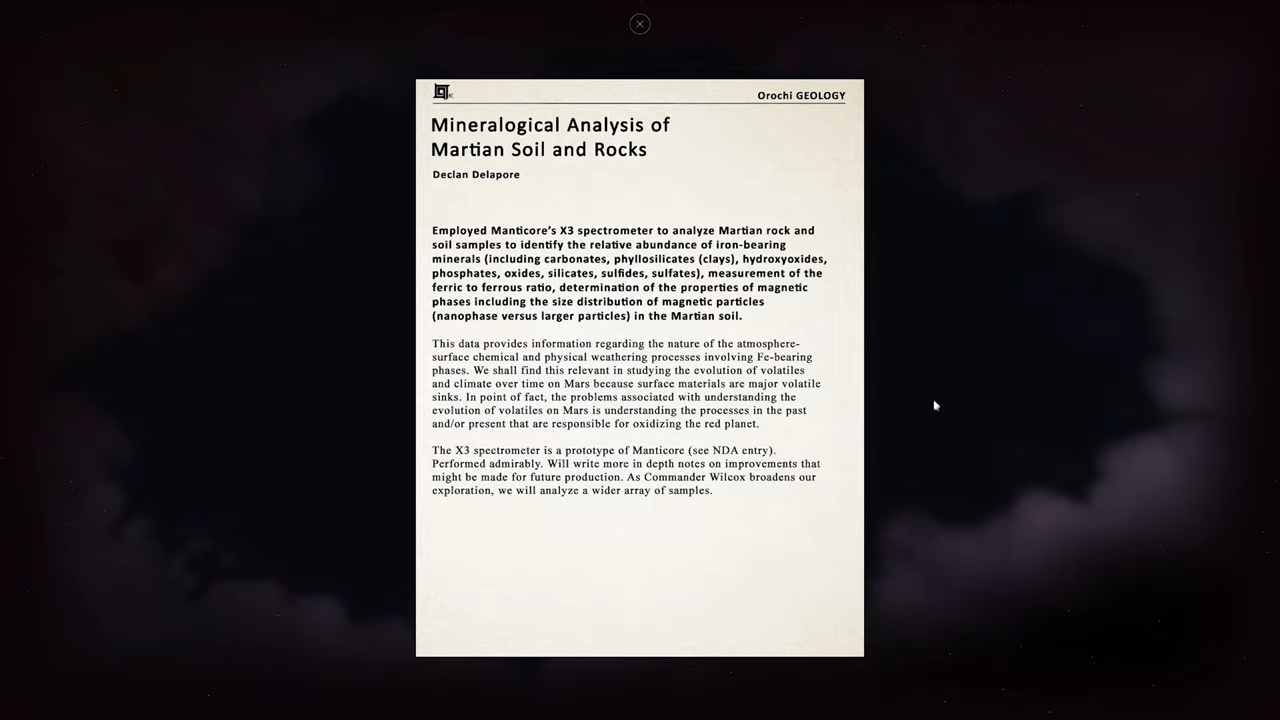 Orochi GEOLOGY
Mineralogical Analysis of
Martian Soil and Rocks
Declan Delapore
Employed Manticore's X3 spectrometer to analyze Martian rock and
soil samples to identify the relative abundance of iron-bearing
minerals (including carbonates, phyllosilicates (clays), hydroxyoxides,
phosphates, oxides, silicates, sulfides, sulfates), measurement of the
ferric to ferrous ratio, determination of the properties of magnetic
phases including the size distribution of magnetic particles
(nanophase versus larger particles) in the Martian soil.
This data provides information regarding the nature of the atmosphere-
surface chemical and physical weathering processes involving Fe-bearing
phases. We shall find this relevant in studying the evolution of volatiles
and climate over time on Mars because surface materials are major volatile
sinks. In point of fact, the problems associated with understanding the
evolution of volatiles on Mars is understanding the processes in the past
and/or present that are responsible for oxidizing the red planet.
The X3 spectrometer is a prototype of Manticore (see NDA entry).
Performed admirably. Will write more in depth notes on improvements that
might be made for future production. As Commander Wilcox broadens our
exploration, we will analyze a wider array of samples.